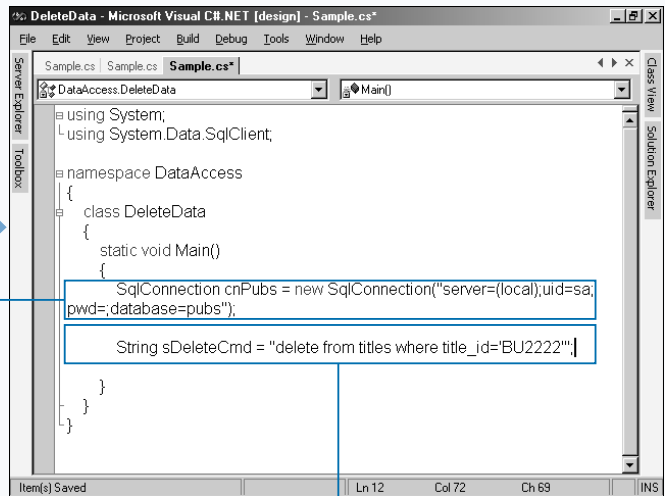 DeleteData - Microsoft Visual C#.NET [design] - Sample.cs*
File Edit View Project Build Debug Tools Window Help
Sample.cs Sample.cs Sample.cs*
DataAccess.DeleteData Main()
Server Explorer
Toolbox
Class View
Solution Explorer
using System;
using System.Data.SqlClient;
namespace DataAccess
{
class DeleteData
{
static void Main()
{
SqlConnection cnPubs = new SqlConnection("server=(local);uid=sa;
pwd=;database=pubs");
String sDeleteCmd = "delete from titles where title_id='BU2222'";
}
}
}
Item(s) Saved Ln 12 Col 72 Ch 69 INS